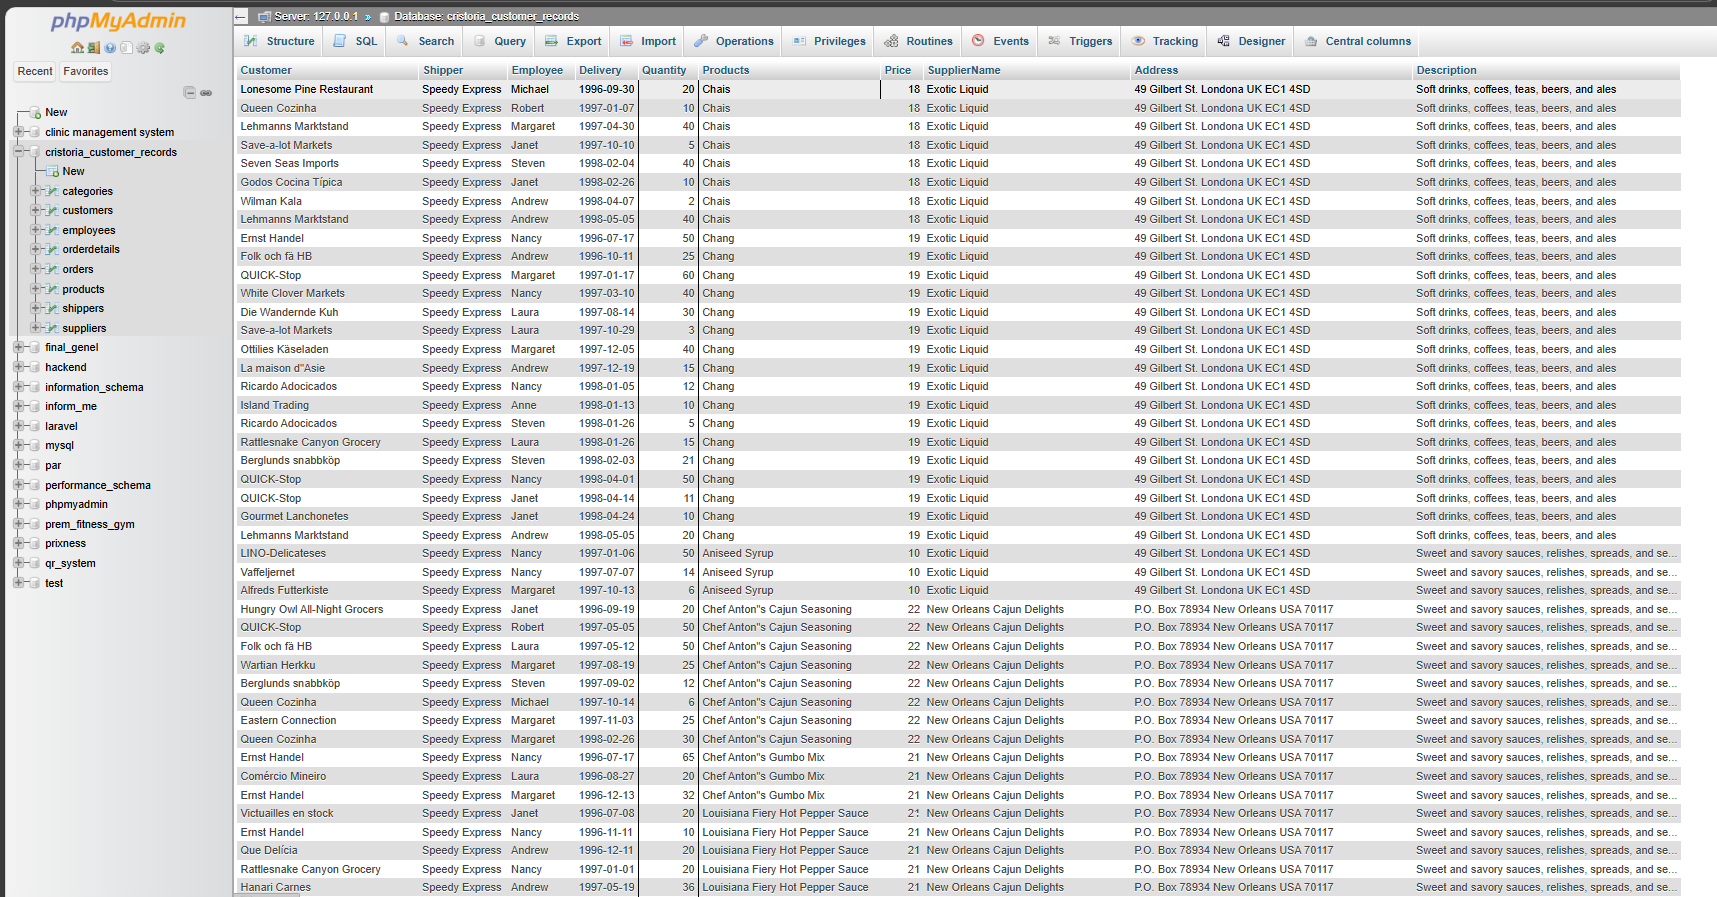 phpMyAdmin
Recent Favorites
New
clinic management system
cristoria_customer_records
New
categories
customers
employees
orderdetails
orders
products
shippers
suppliers
final_genel
hackend
information_schema
inform_me
laravel
mysql
par
performance_schema
phpmyadmin
prem_fitness_gym
prixness
qr_system
test
Server: 127.0.0.1 » Database: cristoria_customer_records
Structure SQL Search Query Export Import Operations Privileges Routines Events Triggers Tracking Designer Central columns
Customer Shipper Employee Delivery Quantity Products Price SupplierName Address Description
Lonesome Pine Restaurant Speedy Express Michael 1996-09-30 20 Chais 18 Exotic Liquid 49 Gilbert St. Londona UK EC1 4SD Soft drinks, coffees, teas, beers, and ales
Queen Cozinha Speedy Express Robert 1997-01-07 10 Chais 18 Exotic Liquid 49 Gilbert St. Londona UK EC1 4SD Soft drinks, coffees, teas, beers, and ales
Lehmanns Marktstand Speedy Express Margaret 1997-04-30 40 Chais 18 Exotic Liquid 49 Gilbert St. Londona UK EC1 4SD Soft drinks, coffees, teas, beers, and ales
Save-a-lot Markets Speedy Express Janet 1997-10-10 5 Chais 18 Exotic Liquid 49 Gilbert St. Londona UK EC1 4SD Soft drinks, coffees, teas, beers, and ales
Seven Seas Imports Speedy Express Steven 1998-02-04 40 Chais 18 Exotic Liquid 49 Gilbert St. Londona UK EC1 4SD Soft drinks, coffees, teas, beers, and ales
Godos Cocina Típica Speedy Express Janet 1998-02-26 10 Chais 18 Exotic Liquid 49 Gilbert St. Londona UK EC1 4SD Soft drinks, coffees, teas, beers, and ales
Wilman Kala Speedy Express Andrew 1998-04-07 2 Chais 18 Exotic Liquid 49 Gilbert St. Londona UK EC1 4SD Soft drinks, coffees, teas, beers, and ales
Lehmanns Marktstand Speedy Express Andrew 1998-05-05 40 Chais 18 Exotic Liquid 49 Gilbert St. Londona UK EC1 4SD Soft drinks, coffees, teas, beers, and ales
Ernst Handel Speedy Express Nancy 1996-07-17 50 Chang 19 Exotic Liquid 49 Gilbert St. Londona UK EC1 4SD Soft drinks, coffees, teas, beers, and ales
Folk och fä HB Speedy Express Andrew 1996-10-11 25 Chang 19 Exotic Liquid 49 Gilbert St. Londona UK EC1 4SD Soft drinks, coffees, teas, beers, and ales
QUICK-Stop Speedy Express Margaret 1997-01-17 60 Chang 19 Exotic Liquid 49 Gilbert St. Londona UK EC1 4SD Soft drinks, coffees, teas, beers, and ales
White Clover Markets Speedy Express Nancy 1997-03-10 40 Chang 19 Exotic Liquid 49 Gilbert St. Londona UK EC1 4SD Soft drinks, coffees, teas, beers, and ales
Die Wandernde Kuh Speedy Express Laura 1997-08-14 30 Chang 19 Exotic Liquid 49 Gilbert St. Londona UK EC1 4SD Soft drinks, coffees, teas, beers, and ales
Save-a-lot Markets Speedy Express Laura 1997-10-29 3 Chang 19 Exotic Liquid 49 Gilbert St. Londona UK EC1 4SD Soft drinks, coffees, teas, beers, and ales
Ottilies Käseladen Speedy Express Margaret 1997-12-05 40 Chang 19 Exotic Liquid 49 Gilbert St. Londona UK EC1 4SD Soft drinks, coffees, teas, beers, and ales
La maison d"Asie Speedy Express Andrew 1997-12-19 15 Chang 19 Exotic Liquid 49 Gilbert St. Londona UK EC1 4SD Soft drinks, coffees, teas, beers, and ales
Ricardo Adocicados Speedy Express Nancy 1998-01-05 12 Chang 19 Exotic Liquid 49 Gilbert St. Londona UK EC1 4SD Soft drinks, coffees, teas, beers, and ales
Island Trading Speedy Express Anne 1998-01-13 10 Chang 19 Exotic Liquid 49 Gilbert St. Londona UK EC1 4SD Soft drinks, coffees, teas, beers, and ales
Ricardo Adocicados Speedy Express Steven 1998-01-26 5 Chang 19 Exotic Liquid 49 Gilbert St. Londona UK EC1 4SD Soft drinks, coffees, teas, beers, and ales
Rattlesnake Canyon Grocery Speedy Express Laura 1998-01-26 15 Chang 19 Exotic Liquid 49 Gilbert St. Londona UK EC1 4SD Soft drinks, coffees, teas, beers, and ales
Berglunds snabbköp Speedy Express Steven 1998-02-03 21 Chang 19 Exotic Liquid 49 Gilbert St. Londona UK EC1 4SD Soft drinks, coffees, teas, beers, and ales
QUICK-Stop Speedy Express Nancy 1998-04-01 50 Chang 19 Exotic Liquid 49 Gilbert St. Londona UK EC1 4SD Soft drinks, coffees, teas, beers, and ales
QUICK-Stop Speedy Express Janet 1998-04-14 11 Chang 19 Exotic Liquid 49 Gilbert St. Londona UK EC1 4SD Soft drinks, coffees, teas, beers, and ales
Gourmet Lanchonetes Speedy Express Janet 1998-04-24 10 Chang 19 Exotic Liquid 49 Gilbert St. Londona UK EC1 4SD Soft drinks, coffees, teas, beers, and ales
Lehmanns Marktstand Speedy Express Andrew 1998-05-05 20 Chang 19 Exotic Liquid 49 Gilbert St. Londona UK EC1 4SD Soft drinks, coffees, teas, beers, and ales
LINO-Delicateses Speedy Express Nancy 1997-01-06 50 Aniseed Syrup 10 Exotic Liquid 49 Gilbert St. Londona UK EC1 4SD Sweet and savory sauces, relishes, spreads, and se...
Vaffeljernet Speedy Express Nancy 1997-07-07 14 Aniseed Syrup 10 Exotic Liquid 49 Gilbert St. Londona UK EC1 4SD Sweet and savory sauces, relishes, spreads, and se...
Alfreds Futterkiste Speedy Express Margaret 1997-10-13 6 Aniseed Syrup 10 Exotic Liquid 49 Gilbert St. Londona UK EC1 4SD Sweet and savory sauces, relishes, spreads, and se...
Hungry Owl All-Night Grocers Speedy Express Janet 1996-09-19 20 Chef Anton"s Cajun Seasoning 22 New Orleans Cajun Delights P.O. Box 78934 New Orleans USA 70117 Sweet and savory sauces, relishes, spreads, and se...
QUICK-Stop Speedy Express Robert 1997-05-05 50 Chef Anton"s Cajun Seasoning 22 New Orleans Cajun Delights P.O. Box 78934 New Orleans USA 70117 Sweet and savory sauces, relishes, spreads, and se...
Folk och fä HB Speedy Express Laura 1997-05-12 50 Chef Anton"s Cajun Seasoning 22 New Orleans Cajun Delights P.O. Box 78934 New Orleans USA 70117 Sweet and savory sauces, relishes, spreads, and se...
Wartian Herkku Speedy Express Margaret 1997-08-19 25 Chef Anton"s Cajun Seasoning 22 New Orleans Cajun Delights P.O. Box 78934 New Orleans USA 70117 Sweet and savory sauces, relishes, spreads, and se...
Berglunds snabbköp Speedy Express Steven 1997-09-02 12 Chef Anton"s Cajun Seasoning 22 New Orleans Cajun Delights P.O. Box 78934 New Orleans USA 70117 Sweet and savory sauces, relishes, spreads, and se...
Queen Cozinha Speedy Express Michael 1997-10-14 6 Chef Anton"s Cajun Seasoning 22 New Orleans Cajun Delights P.O. Box 78934 New Orleans USA 70117 Sweet and savory sauces, relishes, spreads, and se...
Eastern Connection Speedy Express Margaret 1997-11-03 25 Chef Anton"s Cajun Seasoning 22 New Orleans Cajun Delights P.O. Box 78934 New Orleans USA 70117 Sweet and savory sauces, relishes, spreads, and se...
Queen Cozinha Speedy Express Margaret 1998-02-26 30 Chef Anton"s Cajun Seasoning 22 New Orleans Cajun Delights P.O. Box 78934 New Orleans USA 70117 Sweet and savory sauces, relishes, spreads, and se...
Ernst Handel Speedy Express Nancy 1996-07-17 65 Chef Anton"s Gumbo Mix 21 New Orleans Cajun Delights P.O. Box 78934 New Orleans USA 70117 Sweet and savory sauces, relishes, spreads, and se...
Comércio Mineiro Speedy Express Laura 1996-08-27 20 Chef Anton"s Gumbo Mix 21 New Orleans Cajun Delights P.O. Box 78934 New Orleans USA 70117 Sweet and savory sauces, relishes, spreads, and se...
Ernst Handel Speedy Express Margaret 1996-12-13 32 Chef Anton"s Gumbo Mix 21 New Orleans Cajun Delights P.O. Box 78934 New Orleans USA 70117 Sweet and savory sauces, relishes, spreads, and se...
Victuailles en stock Speedy Express Janet 1996-07-08 20 Louisiana Fiery Hot Pepper Sauce 21 New Orleans Cajun Delights P.O. Box 78934 New Orleans USA 70117 Sweet and savory sauces, relishes, spreads, and se...
Ernst Handel Speedy Express Nancy 1996-11-11 10 Louisiana Fiery Hot Pepper Sauce 21 New Orleans Cajun Delights P.O. Box 78934 New Orleans USA 70117 Sweet and savory sauces, relishes, spreads, and se...
Que Delícia Speedy Express Andrew 1996-12-11 20 Louisiana Fiery Hot Pepper Sauce 21 New Orleans Cajun Delights P.O. Box 78934 New Orleans USA 70117 Sweet and savory sauces, relishes, spreads, and se...
Rattlesnake Canyon Grocery Speedy Express Nancy 1997-01-01 20 Louisiana Fiery Hot Pepper Sauce 21 New Orleans Cajun Delights P.O. Box 78934 New Orleans USA 70117 Sweet and savory sauces, relishes, spreads, and se...
Hanari Carnes Speedy Express Andrew 1997-05-19 36 Louisiana Fiery Hot Pepper Sauce 21 New Orleans Cajun Delights P.O. Box 78934 New Orleans USA 70117 Sweet and savory sauces, relishes, spreads, and se...